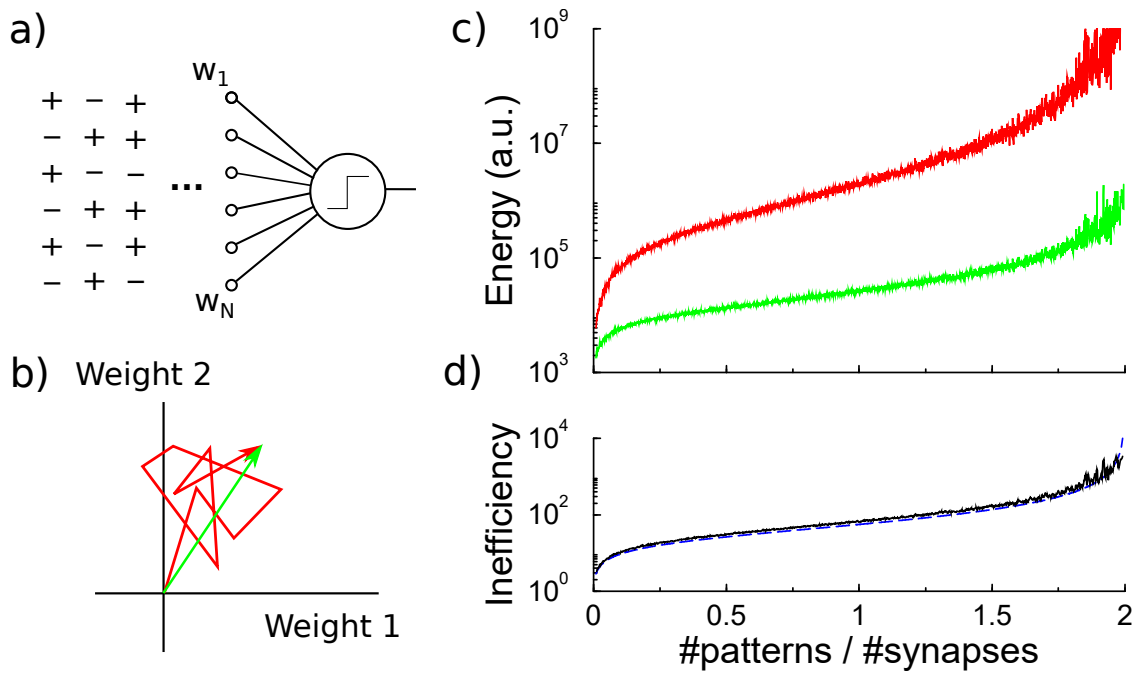 a)
w1
+ − +
− + +
+ − −
− + +
+ − +
− + −
...
wN
b)
Weight 2
Weight 1
c)
Energy (a.u.)
10^9
10^7
10^5
10^3
d)
Inefficiency
10^4
10^2
10^0
0 0.5 1 1.5 2
#patterns / #synapses